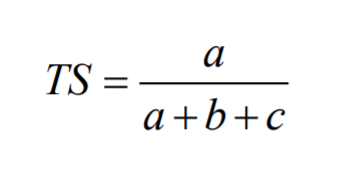 TS = a / (a + b + c)